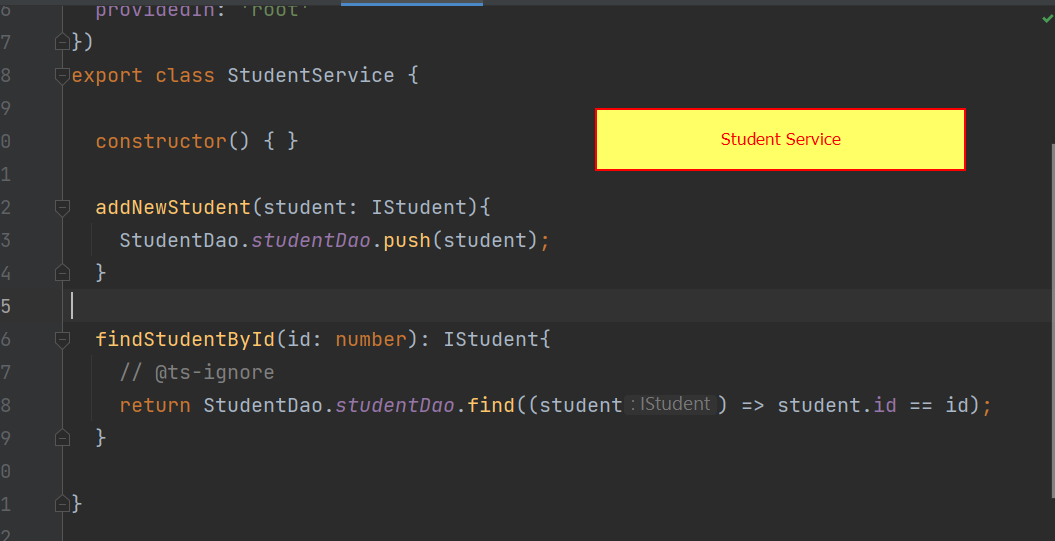 6 providedIn: 'root'
7 })
8 export class StudentService {
9
0 constructor() { }
Student Service
1
2 addNewStudent(student: IStudent){
3 StudentDao.studentDao.push(student);
4 }
5
6 findStudentById(id: number): IStudent{
7 // @ts-ignore
8 return StudentDao.studentDao.find((student : IStudent ) => student.id == id);
9 }
0
1 }
2